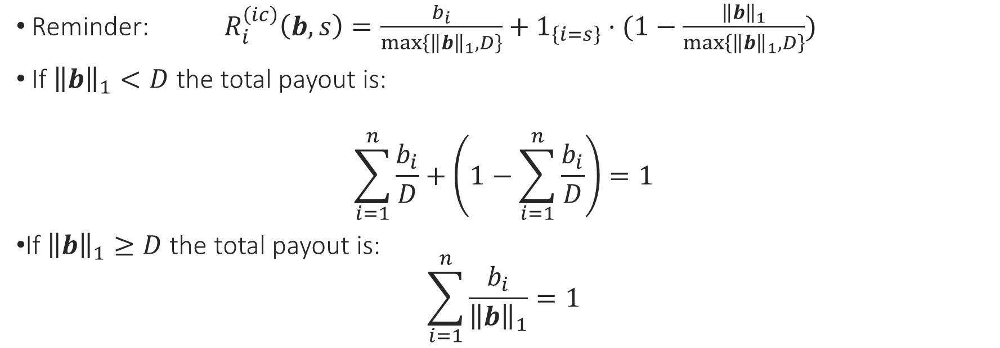 • Reminder: $R_i^{(ic)}(\boldsymbol{b}, s) = \frac{b_i}{\max\{\|\boldsymbol{b}\|_1, D\}} + 1_{\{i=s\}} \cdot (1 - \frac{\|\boldsymbol{b}\|_1}{\max\{\|\boldsymbol{b}\|_1, D\}})$
• If $\|\boldsymbol{b}\|_1 < D$ the total payout is:
$\sum_{i=1}^{n} \frac{b_i}{D} + \left(1 - \sum_{i=1}^{n} \frac{b_i}{D}\right) = 1$
•If $\|\boldsymbol{b}\|_1 \geq D$ the total payout is:
$\sum_{i=1}^{n} \frac{b_i}{\|\boldsymbol{b}\|_1} = 1$